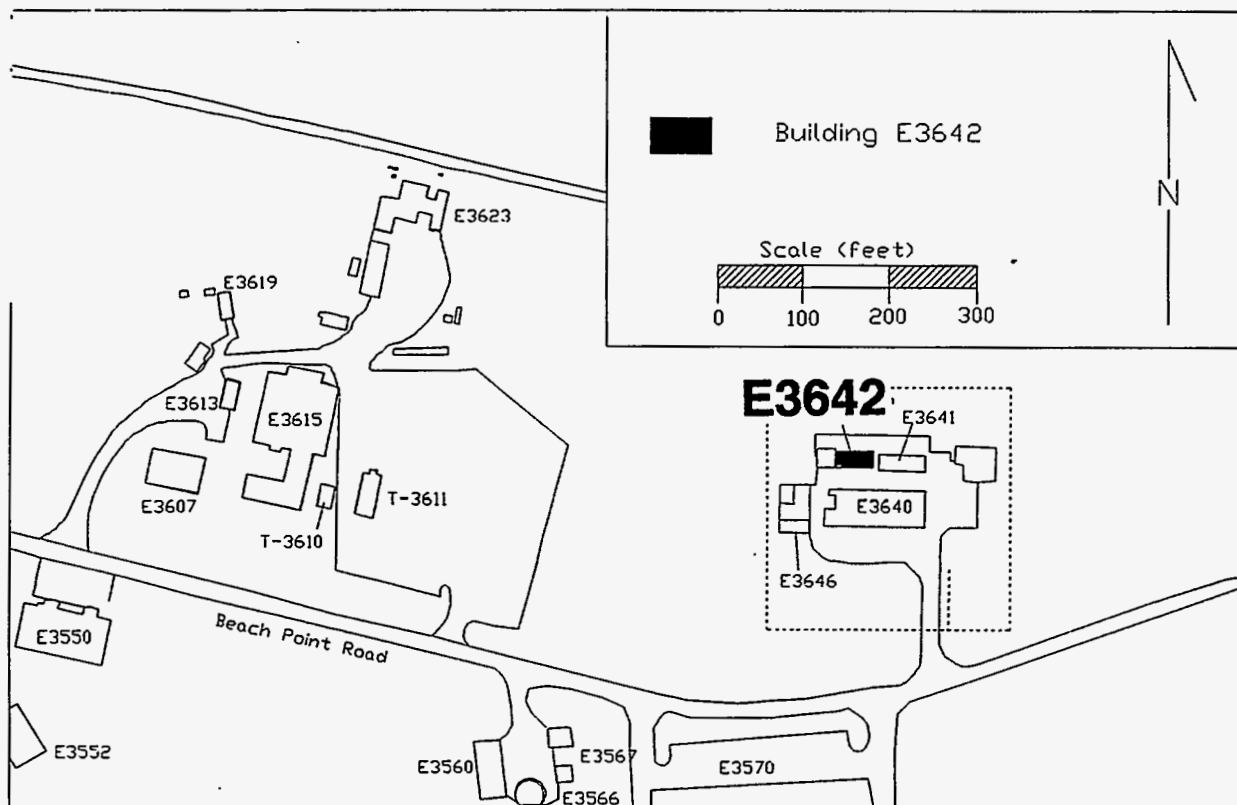 Building E3642
N
Scale (feet)
0 100 200 300
E3623
E3619
E3642
E3641
E3613
E3615
E3640
E3607
T-3611
T-3610
E3646
Beach Point Road
E3550
E3552
E3560
E3567
E3570
E3566